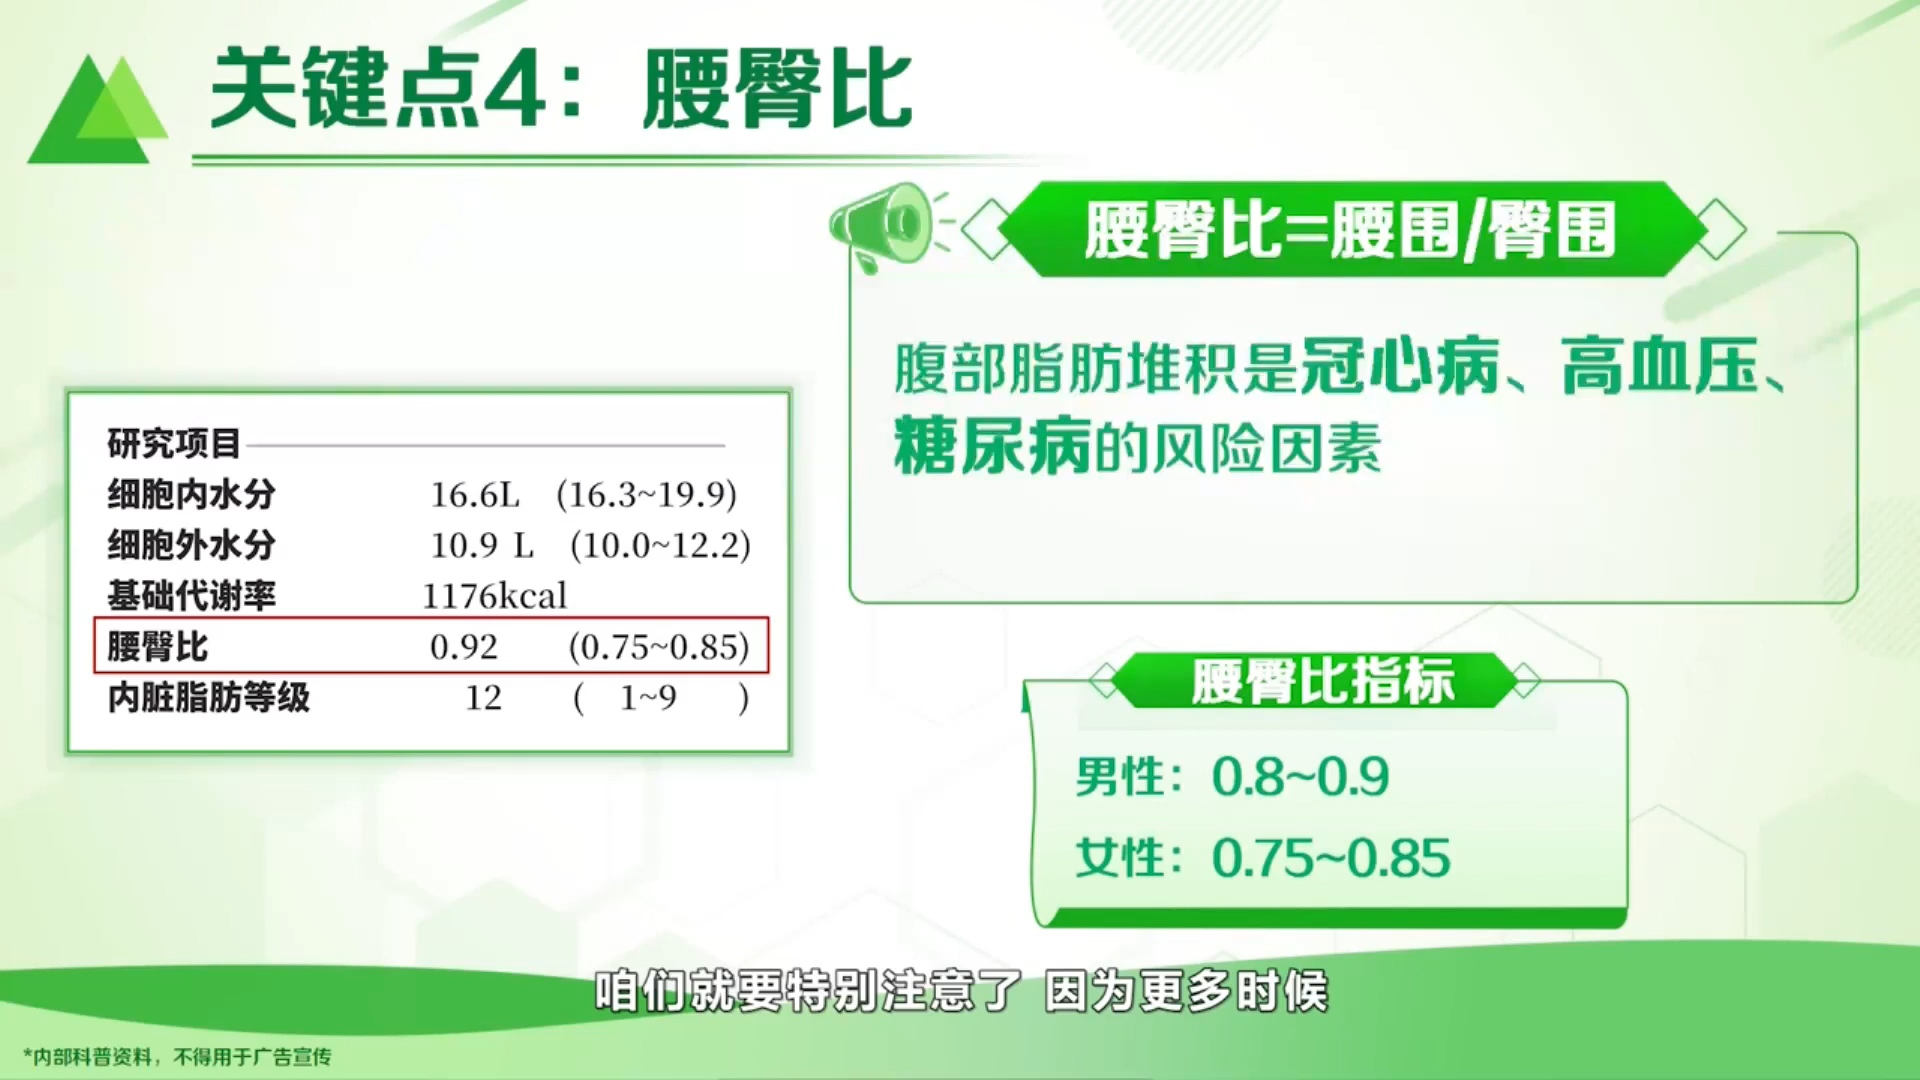 关键点4：腰臀比
腰臀比=腰围/臀围
腹部脂肪堆积是冠心病、高血压、
糖尿病的风险因素
研究项目
细胞内水分 16.6L (16.3~19.9)
细胞外水分 10.9 L (10.0~12.2)
基础代谢率 1176kcal
腰臀比 0.92 (0.75~0.85)
内脏脂肪等级 12 ( 1~9 )
腰臀比指标
男性：0.8~0.9
女性：0.75~0.85
咱们就要特别注意了 因为更多时候
*内部科普资料，不得用于广告宣传